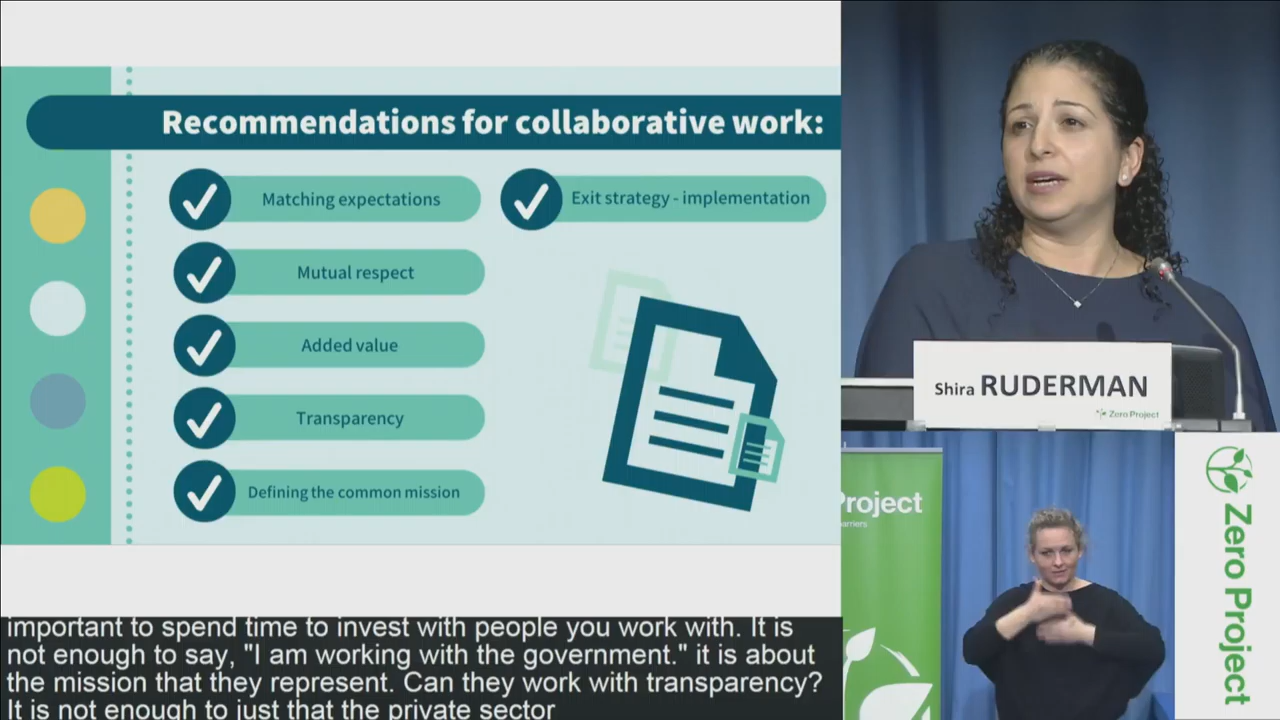 Recommendations for collaborative work:
Matching expectations
Mutual respect
Added value
Transparency
Defining the common mission
Exit strategy - implementation
Shira RUDERMAN
Zero Project
Project
arriers
Zero Project
important to spend time to invest with people you work with. It is
not enough to say, "I am working with the government." it is about
the mission that they represent. Can they work with transparency?
It is not enough to just that the private sector